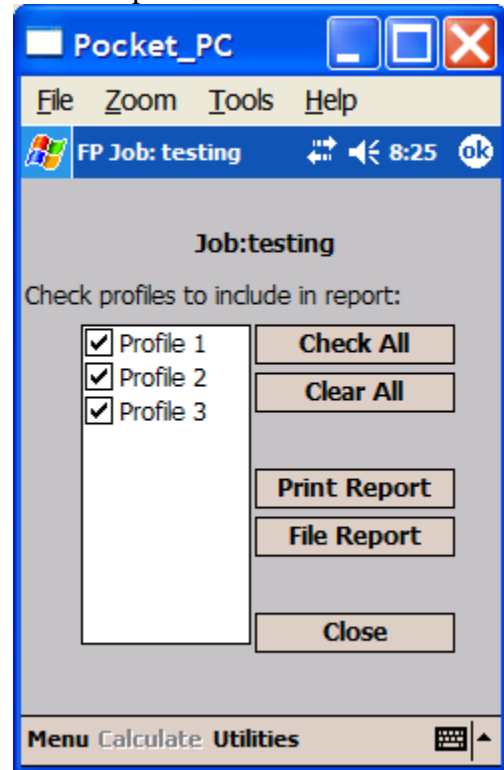 Pocket_PC
File Zoom Tools Help
FP Job: testing 8:25 ok
Job:testing
Check profiles to include in report:
Profile 1 Check All
Profile 2 Clear All
Profile 3
Print Report
File Report
Close
Menu Calculate Utilities